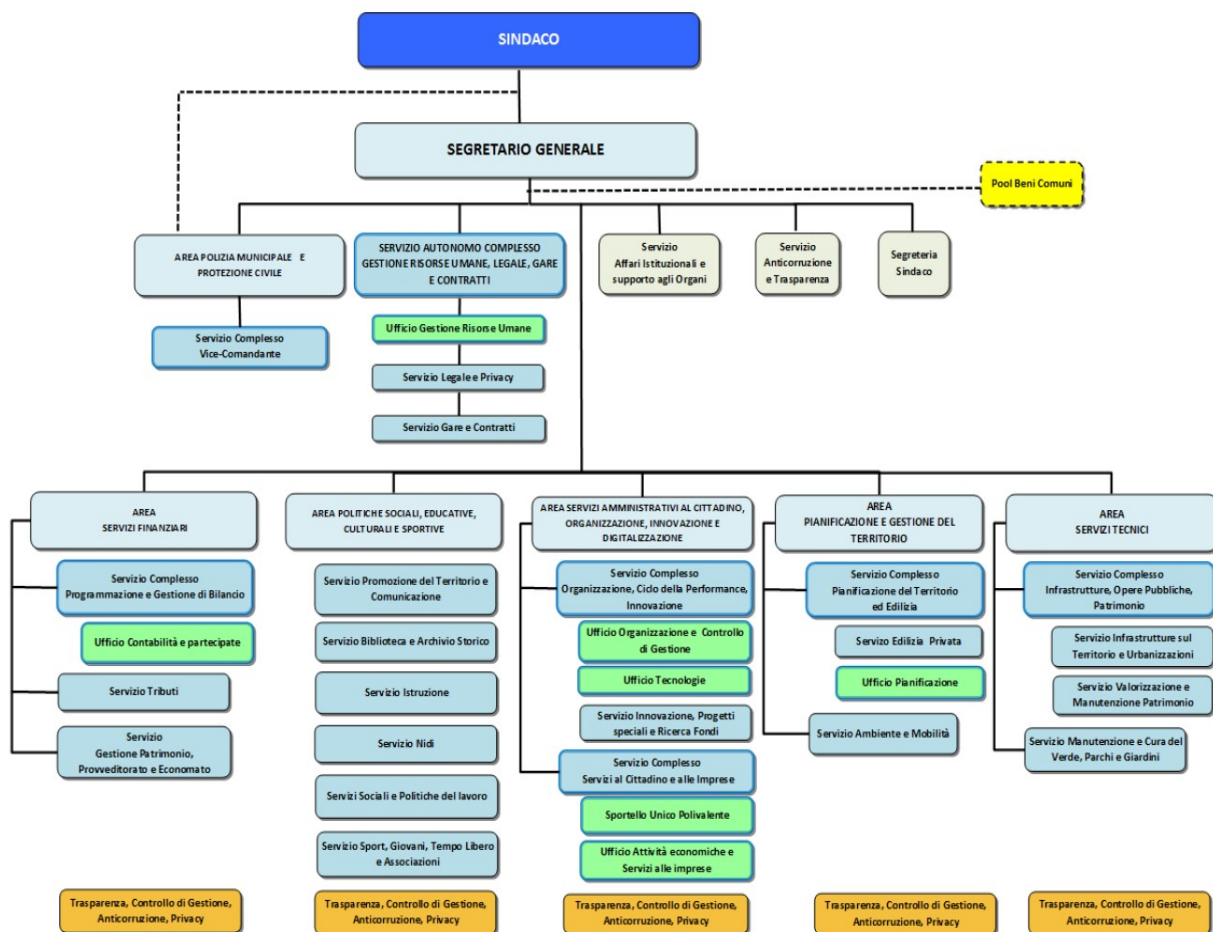 SINDACO
SEGRETARIO GENERALE
Pool Beni Comuni
AREA POLIZIA MUNICIPALE E
PROTEZIONE CIVILE
SERVIZIO AUTONOMO COMPLESSO
GESTIONE RISORSE UMANE, LEGALE, GARE
E CONTRATTI
Servizio
Affari Istituzionali e
supporto agli Organi
Servizio
Anticorruzione
e Trasparenza
Segreteria
Sindaco
Servizio Complesso
Vice-Comandante
Ufficio Gestione Risorse Umane
Servizio Legale e Privacy
Servizio Gare e Contratti
AREA
SERVIZI FINANZIARI
Servizio Complesso
Programmazione e Gestione di Bilancio
Ufficio Contabilità e partecipate
Servizio Tributi
Servizio
Gestione Patrimonio,
Provveditorato e Economato
Trasparenza, Controllo di Gestione,
Anticorruzione, Privacy
AREA POLITICHE SOCIALI, EDUCATIVE,
CULTURALI E SPORTIVE
Servizio Promozione del Territorio e
Comunicazione
Servizio Biblioteca e Archivio Storico
Servizio Istruzione
Servizio Nidi
Servizi Sociali e Politiche del lavoro
Servizio Sport, Giovani, Tempo Libero
e Associazioni
Trasparenza, Controllo di Gestione,
Anticorruzione, Privacy
AREA SERVIZI AMMINISTRATIVI AL CITTADINO,
ORGANIZZAZIONE, INNOVAZIONE E
DIGITALIZZAZIONE
Servizio Complesso
Organizzazione, Ciclo della Performance,
Innovazione
Ufficio Organizzazione e Controllo
di Gestione
Ufficio Tecnologie
Servizio Innovazione, Progetti
speciali e Ricerca Fondi
Servizio Complesso
Servizi al Cittadino e alle Imprese
Sportello Unico Polivalente
Ufficio Attività economiche e
Servizi alle imprese
Trasparenza, Controllo di Gestione,
Anticorruzione, Privacy
AREA
PIANIFICAZIONE E GESTIONE DEL
TERRITORIO
Servizio Complesso
Pianificazione del Territorio
ed Edilizia
Servizo Edilizia Privata
Ufficio Pianificazione
Servizio Ambiente e Mobilità
Trasparenza, Controllo di Gestione,
Anticorruzione, Privacy
AREA
SERVIZI TECNICI
Servizio Complesso
Infrastrutture, Opere Pubbliche,
Patrimonio
Servizio Infrastrutture sul
Territorio e Urbanizzazioni
Servizio Valorizzazione e
Manutenzione Patrimonio
Servizio Manutenzione e Cura del
Verde, Parchi e Giardini
Trasparenza, Controllo di Gestione,
Anticorruzione, Privacy